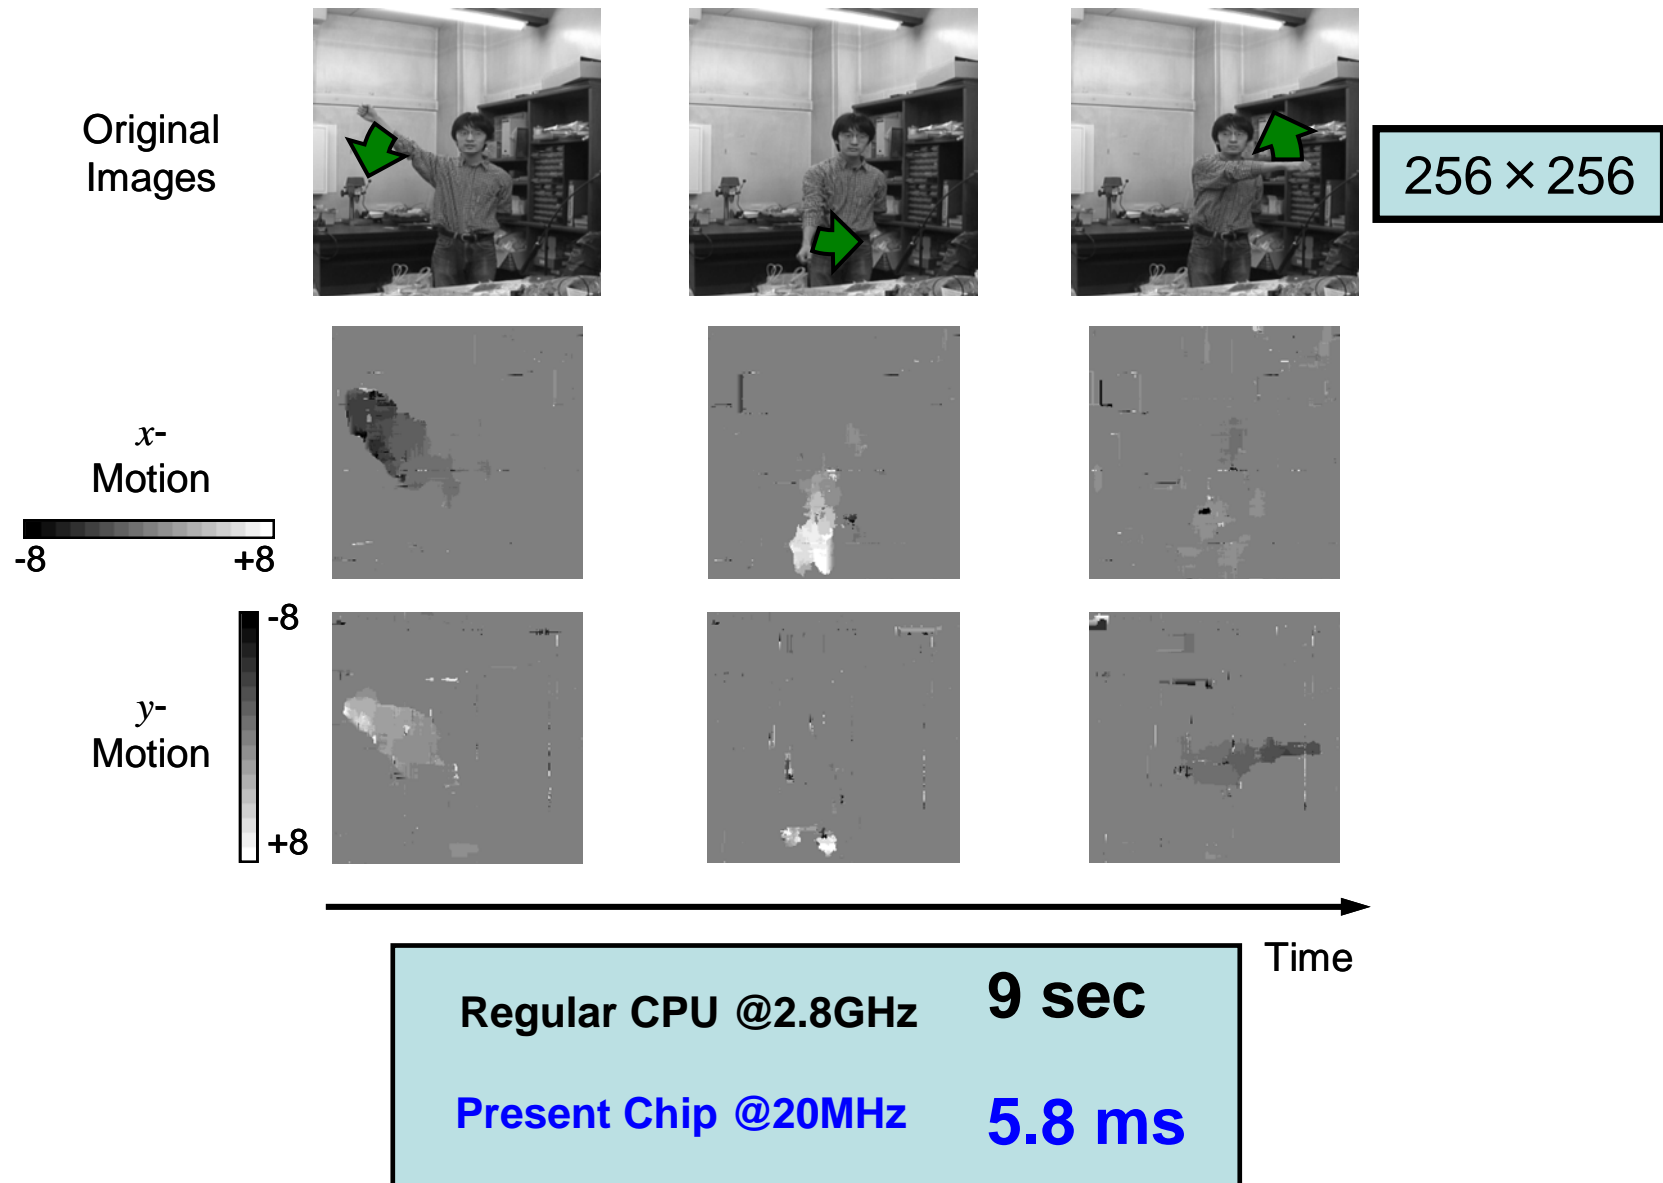 Original
Images
256 × 256
x-
Motion
-8
+8
-8
y-
Motion
+8
Time
Regular CPU @2.8GHz 9 sec
Present Chip @20MHz 5.8 ms